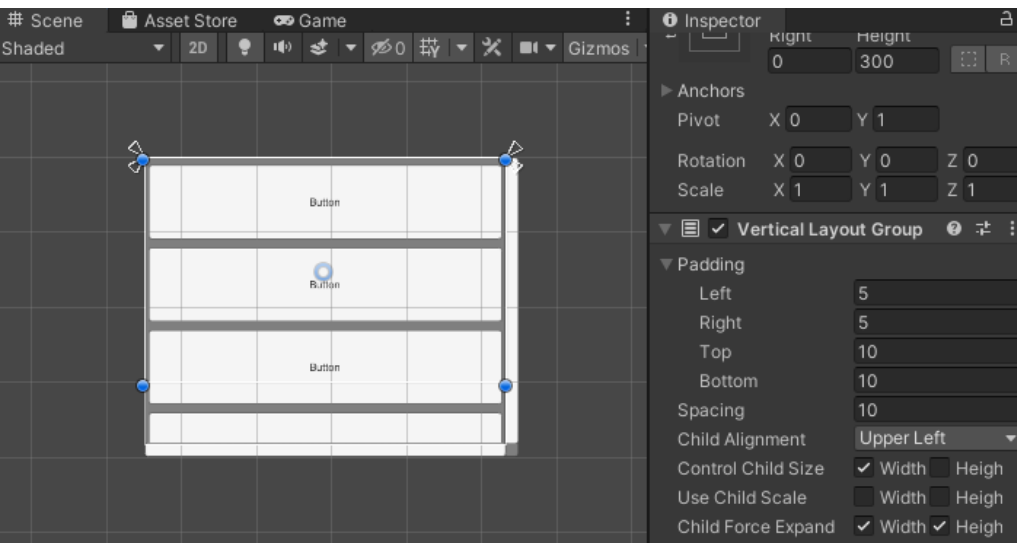 Scene Asset Store Game
Shaded 2D 0 Gizmos
Button
Button
Button
Inspector
Right Height
0 300 R
Anchors
Pivot X 0 Y 1
Rotation X 0 Y 0 Z 0
Scale X 1 Y 1 Z 1
Vertical Layout Group
Padding
Left 5
Right 5
Top 10
Bottom 10
Spacing 10
Child Alignment Upper Left
Control Child Size Width Heigh
Use Child Scale Width Heigh
Child Force Expand Width Heigh